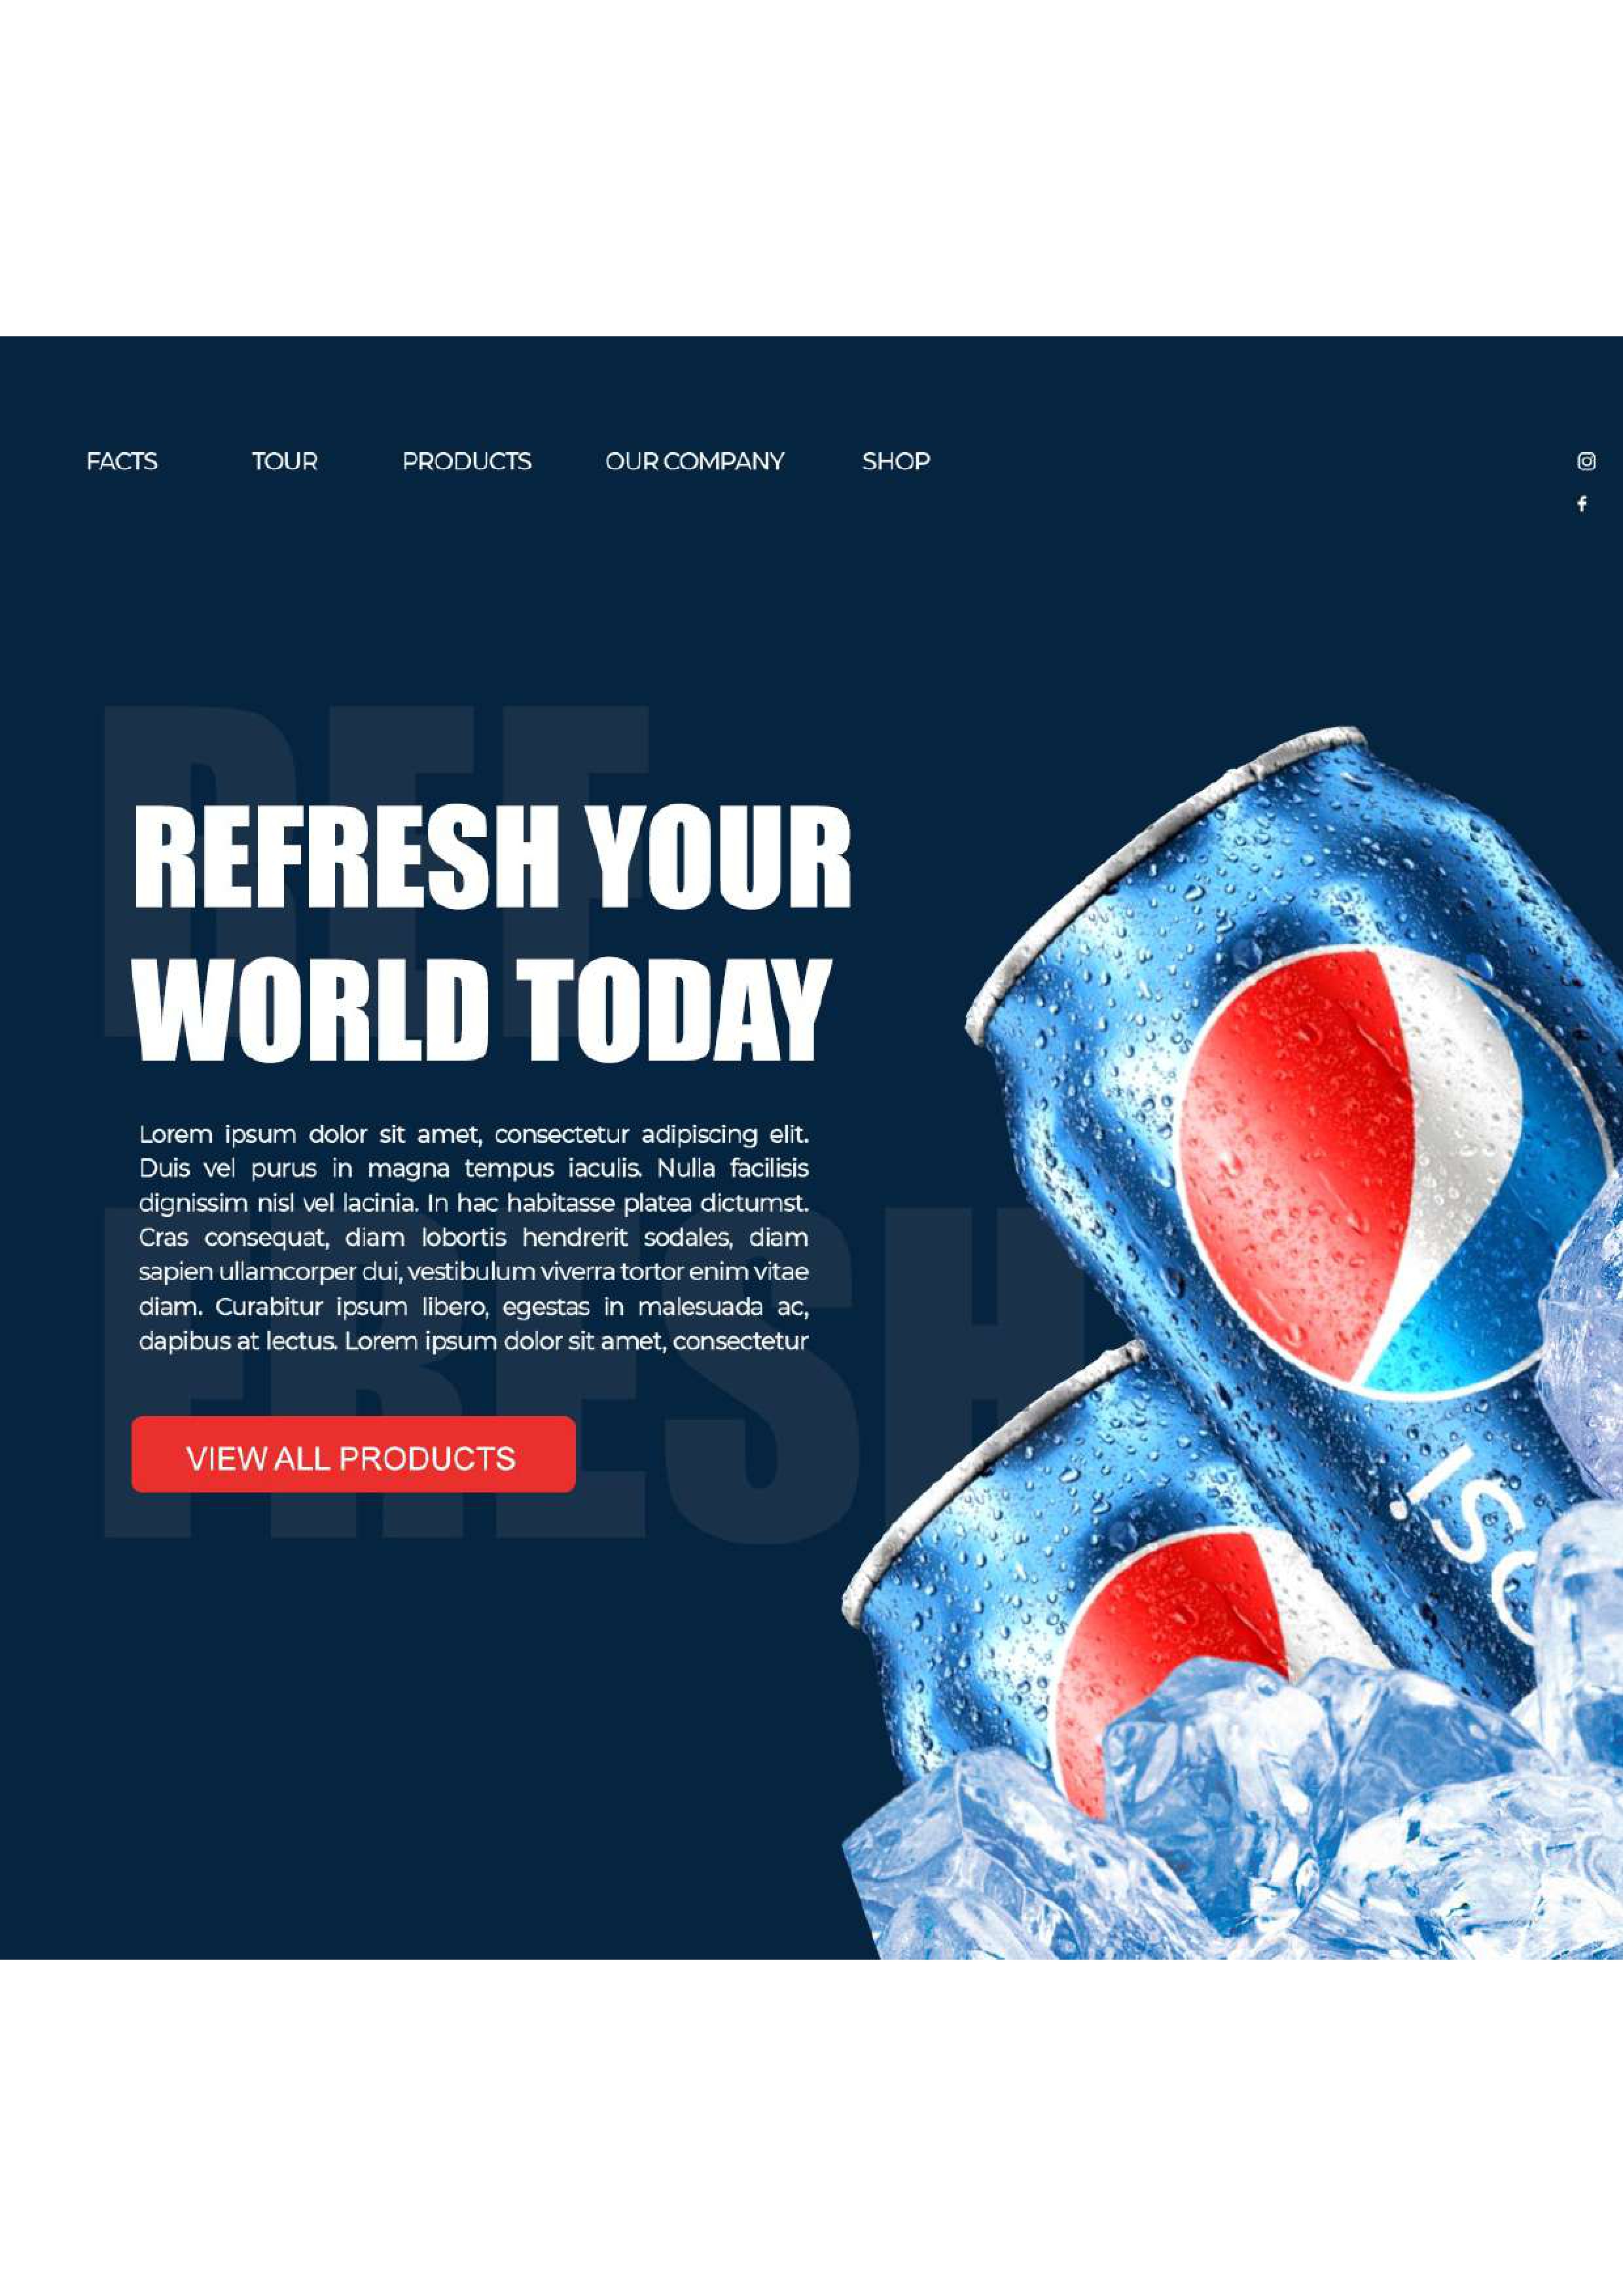 FACTS TOUR PRODUCTS OUR COMPANY SHOP
REF
REFRESH YOUR
WORLD TODAY
Lorem ipsum dolor sit amet, consectetur adipiscing elit.
Duis vel purus in magna tempus iaculis. Nulla facilisis
dignissim nisl vel lacinia. In hac habitasse platea dictumst.
Cras consequat, diam lobortis hendrerit sodales, diam
sapien ullamcorper dui, vestibulum viverra tortor enim vitae
diam. Curabitur ipsum libero, egestas in malesuada ac,
dapibus at lectus. Lorem ipsum dolor sit amet, consectetur
FRESH
VIEW ALL PRODUCTS